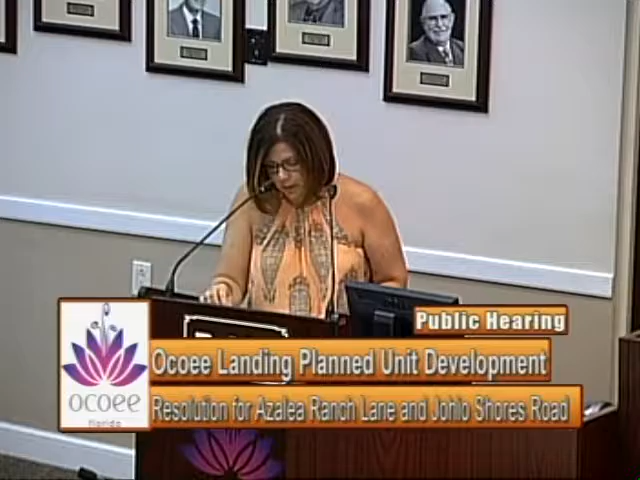 Public Hearing
Ocoee Landing Planned Unit Development
Resolution for Azalea Ranch Lane and Johio Shores Road
ocoee
florida